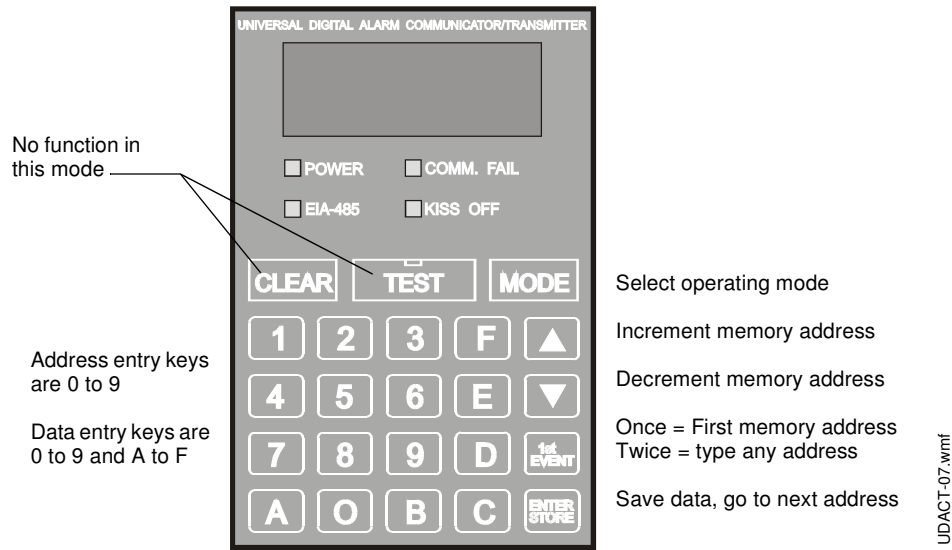 UNIVERSAL DIGITAL ALARM COMMUNICATOR/TRANSMITTER
No function in
this mode
POWER
COMM. FAIL
EIA-485
KISS OFF
CLEAR
TEST
MODE
Select operating mode
1
2
3
F
Increment memory address
Address entry keys
are 0 to 9
4
5
6
E
Decrement memory address
Data entry keys are
0 to 9 and A to F
7
8
9
D
1st
EVENT
Once = First memory address
Twice = type any address
A
O
B
C
ENTER
STORE
Save data, go to next address
UDACT-07.wmf